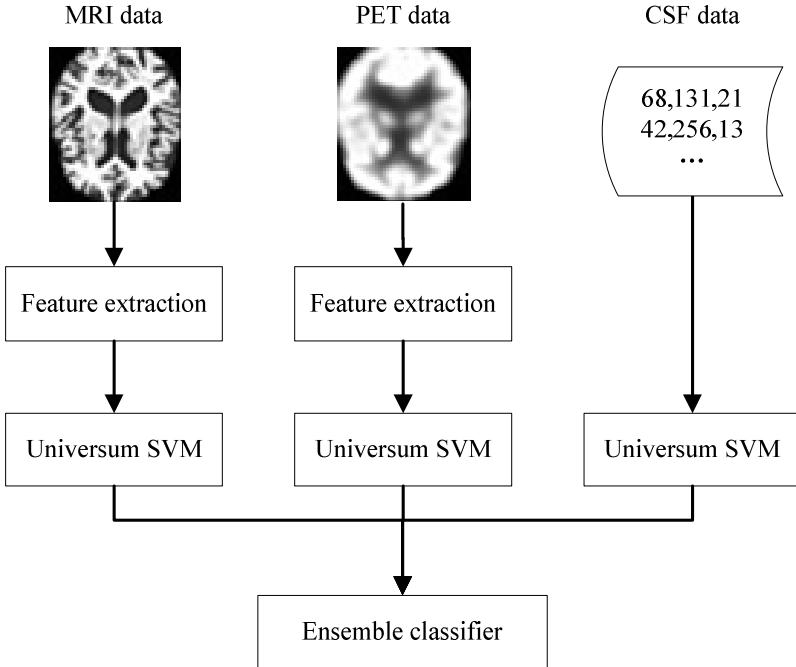 MRI data
PET data
CSF data
68,131,21
42,256,13
...
Feature extraction
Feature extraction
Universum SVM
Universum SVM
Universum SVM
Ensemble classifier